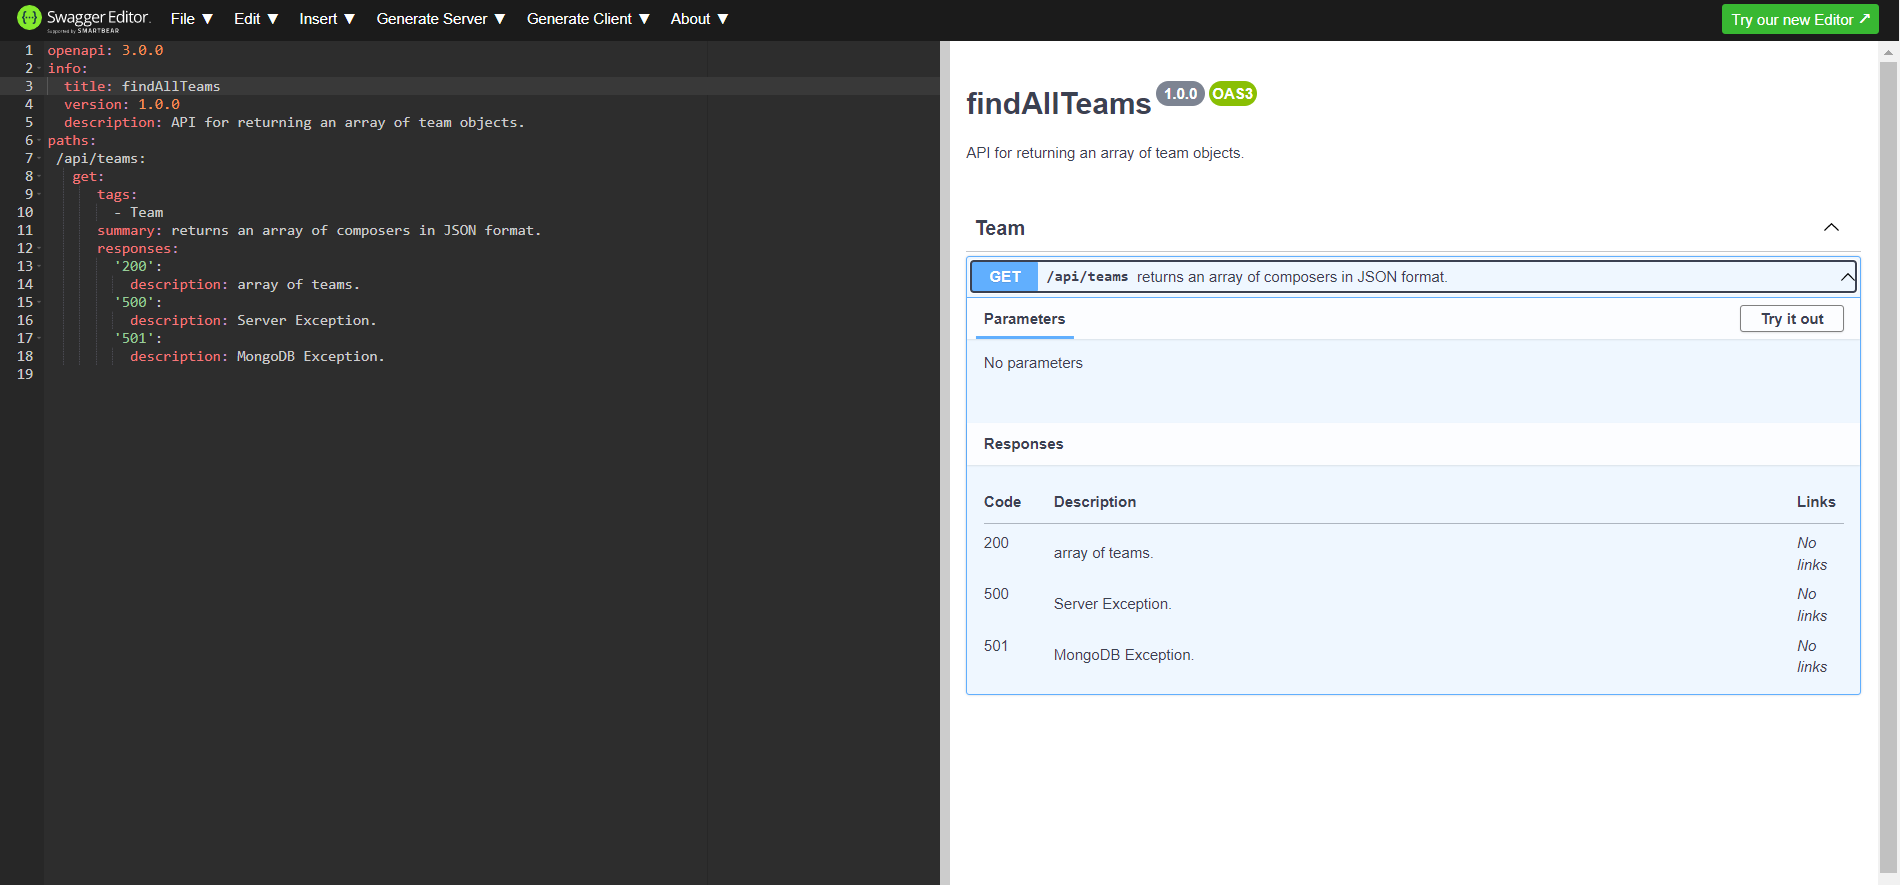 Swagger Editor.
Supported by SMARTBEAR
File ▼ Edit ▼ Insert ▼ Generate Server ▼ Generate Client ▼ About ▼
Try our new Editor ↗
1 openapi: 3.0.0
2 info:
3 title: findAllTeams
4 version: 1.0.0
5 description: API for returning an array of team objects.
6 paths:
7 /api/teams:
8 get:
9 tags:
10 - Team
11 summary: returns an array of composers in JSON format.
12 responses:
13 '200':
14 description: array of teams.
15 '500':
16 description: Server Exception.
17 '501':
18 description: MongoDB Exception.
19
findAllTeams 1.0.0 OAS3
API for returning an array of team objects.
Team
GET /api/teams returns an array of composers in JSON format.
Parameters Try it out
No parameters
Responses
Code Description Links
200 array of teams. No
links
500 Server Exception. No
links
501 MongoDB Exception. No
links